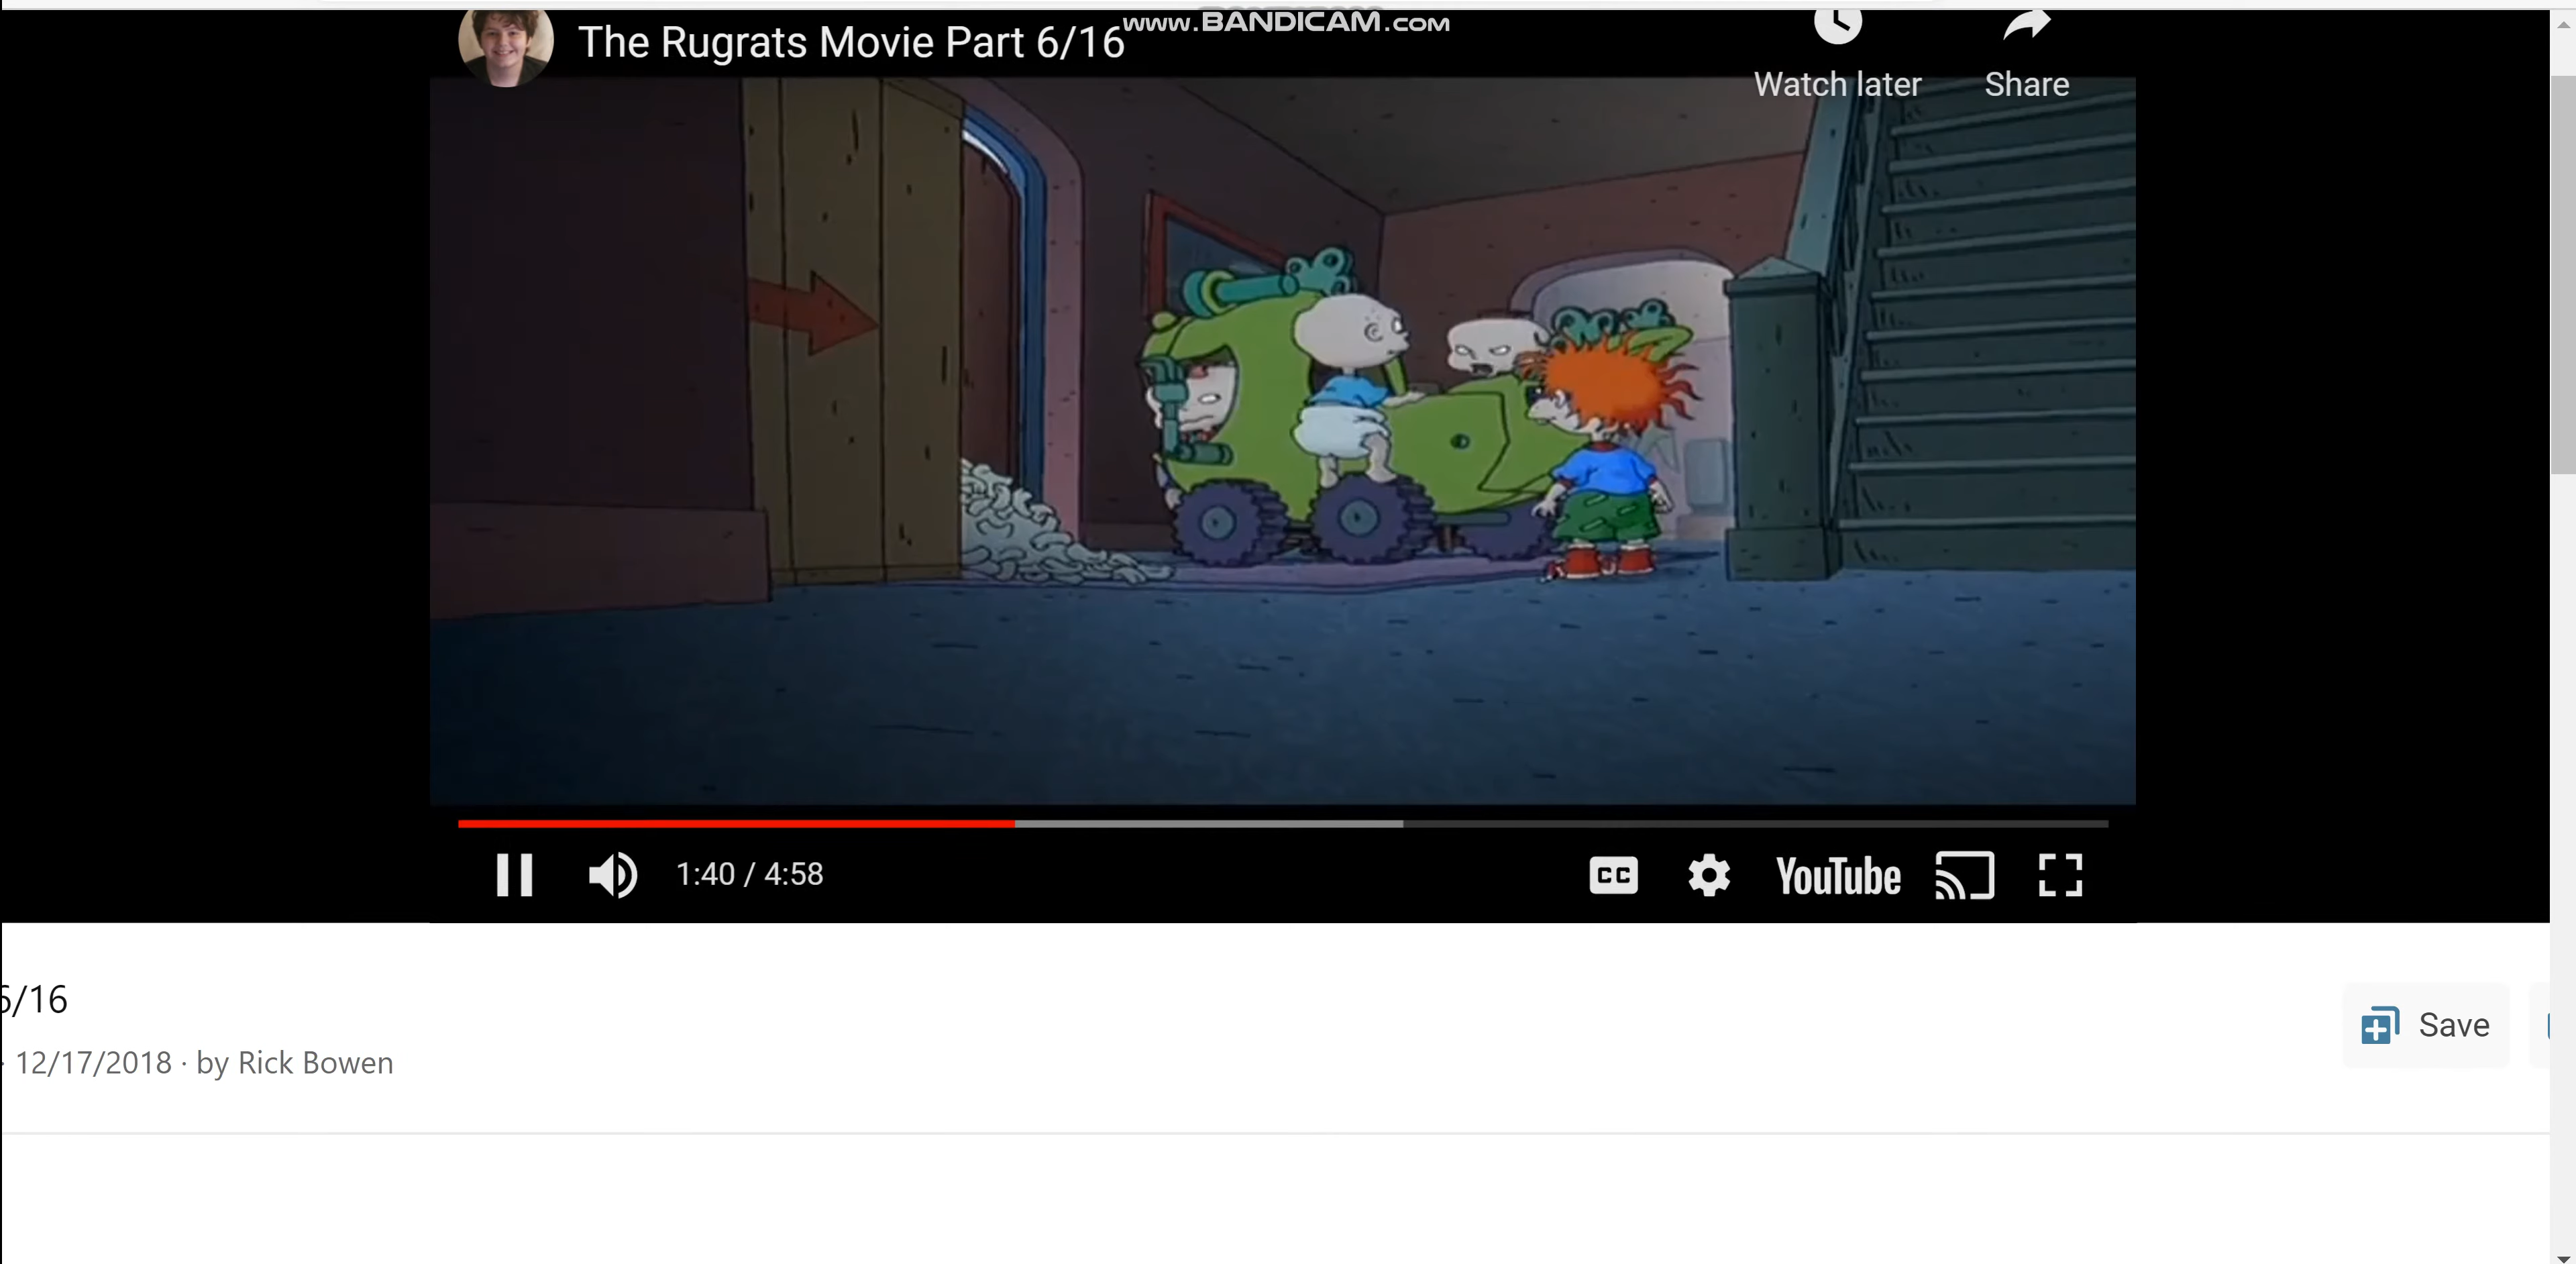 www.BANDICAM.com
The Rugrats Movie Part 6/16
Watch later
Share
1:40 / 4:58
CC
YouTube
6/16
· 12/17/2018 · by Rick Bowen
Save